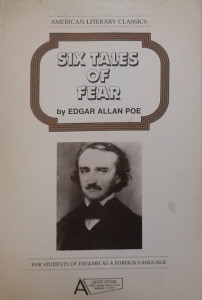 AMERICAN LITERARY CLASSICS
SIX TALES
OF
FEAR
by EDGAR ALLAN POE
FOR STUDENTS OF ENGLISH AS A FOREIGN LANGUAGE
A